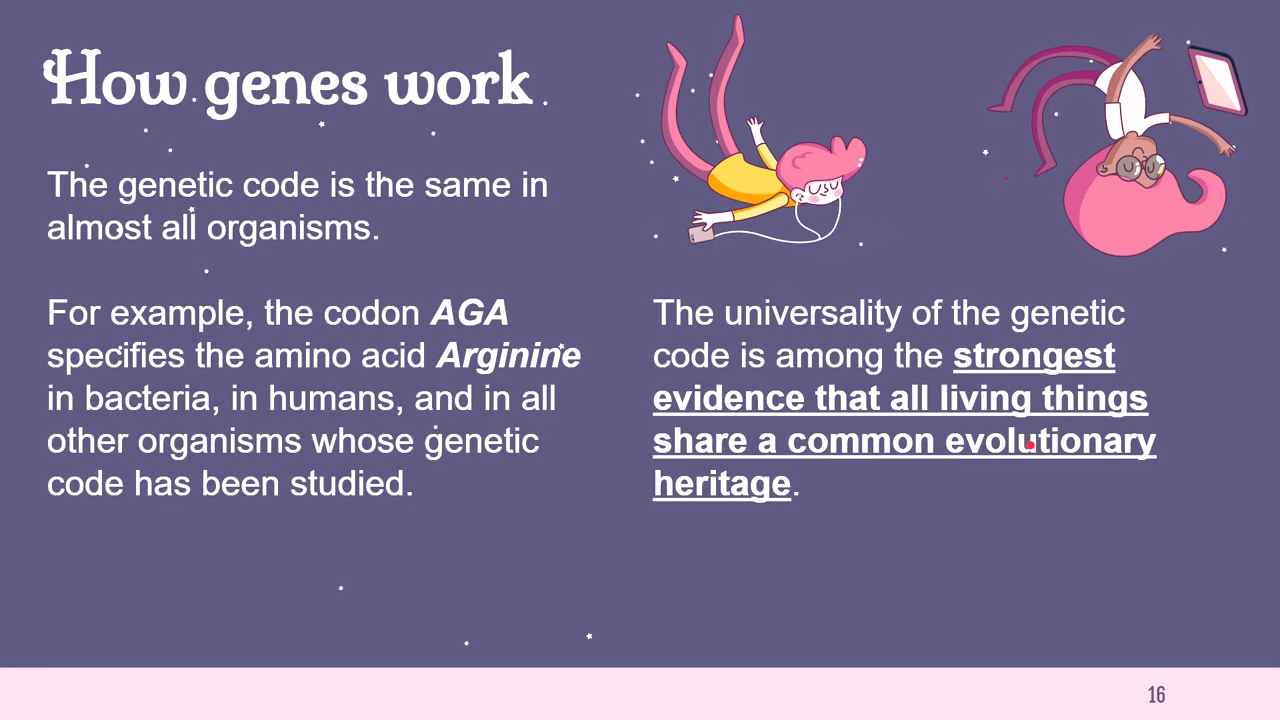 How genes work
The genetic code is the same in
almost all organisms.
For example, the codon AGA
specifies the amino acid Arginine
in bacteria, in humans, and in all
other organisms whose genetic
code has been studied.
The universality of the genetic
code is among the strongest
evidence that all living things
share a common evolutionary
heritage.
16